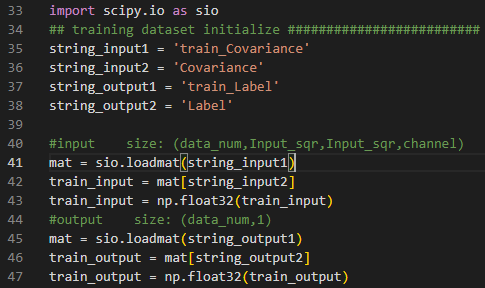 33 import scipy.io as sio
34 ## training dataset initialize #########################
35 string_input1 = 'train_Covariance'
36 string_input2 = 'Covariance'
37 string_output1 = 'train_Label'
38 string_output2 = 'Label'
39
40 #input    size: (data_num,Input_sqr,Input_sqr,channel)
41 mat = sio.loadmat(string_input1)
42 train_input = mat[string_input2]
43 train_input = np.float32(train_input)
44 #output    size: (data_num,1)
45 mat = sio.loadmat(string_output1)
46 train_output = mat[string_output2]
47 train_output = np.float32(train_output)